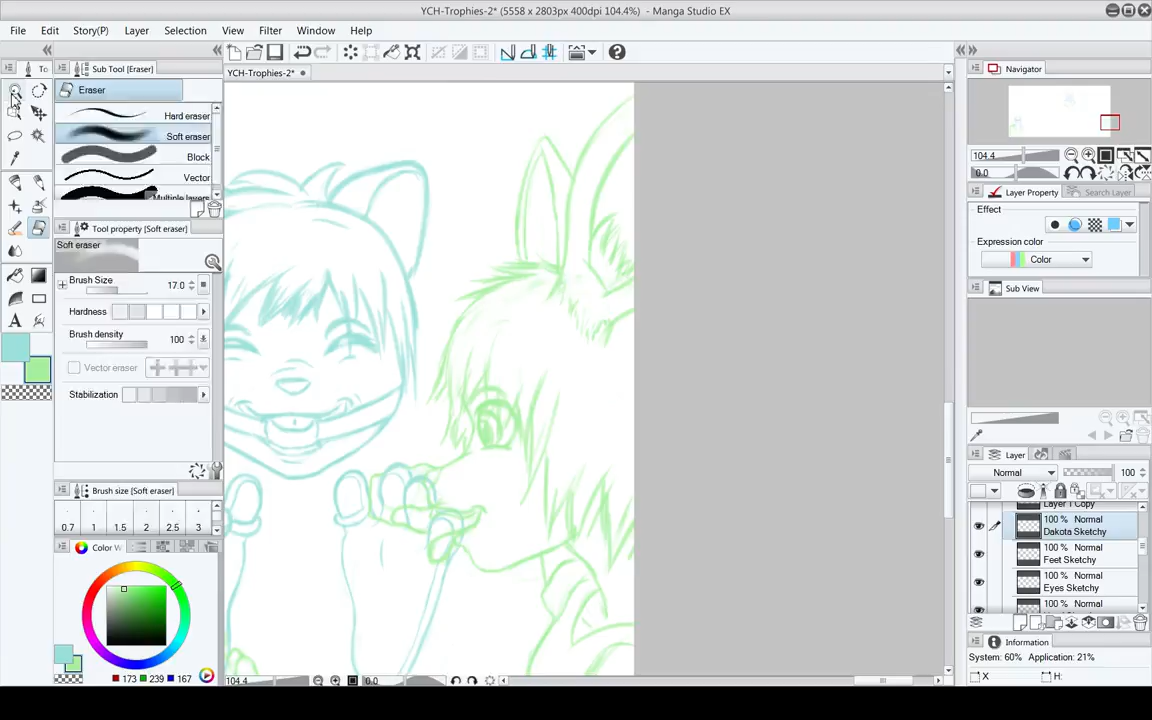 YCH-Trophies-2* (5558 x 2803px 400dpi 104.4%) - Manga Studio EX
File Edit Story(P) Layer Selection View Filter Window Help
To
Sub Tool [Eraser]
YCH-Trophies-2*
Navigator
Eraser
Hard eraser
Soft eraser
Block
Vector
Multiple layers
104.4
0.0
Layer Property
Search Layer
Effect
Expression color
Color
Tool property [Soft eraser]
Soft eraser
Brush Size 17.0
Hardness
Brush density 100
Vector eraser
Stabilization
Sub View
Layer
Normal 100
Layer 1 Copy
100 % Normal
Dakota Sketchy
100 % Normal
Feet Sketchy
100 % Normal
Eyes Sketchy
100 % Normal
Brush size [Soft eraser]
0.7 1 1.5 2 2.5 3
Color W
173 239 167
104.4 0.0
Information
System: 60% Application: 21%
X H:
A